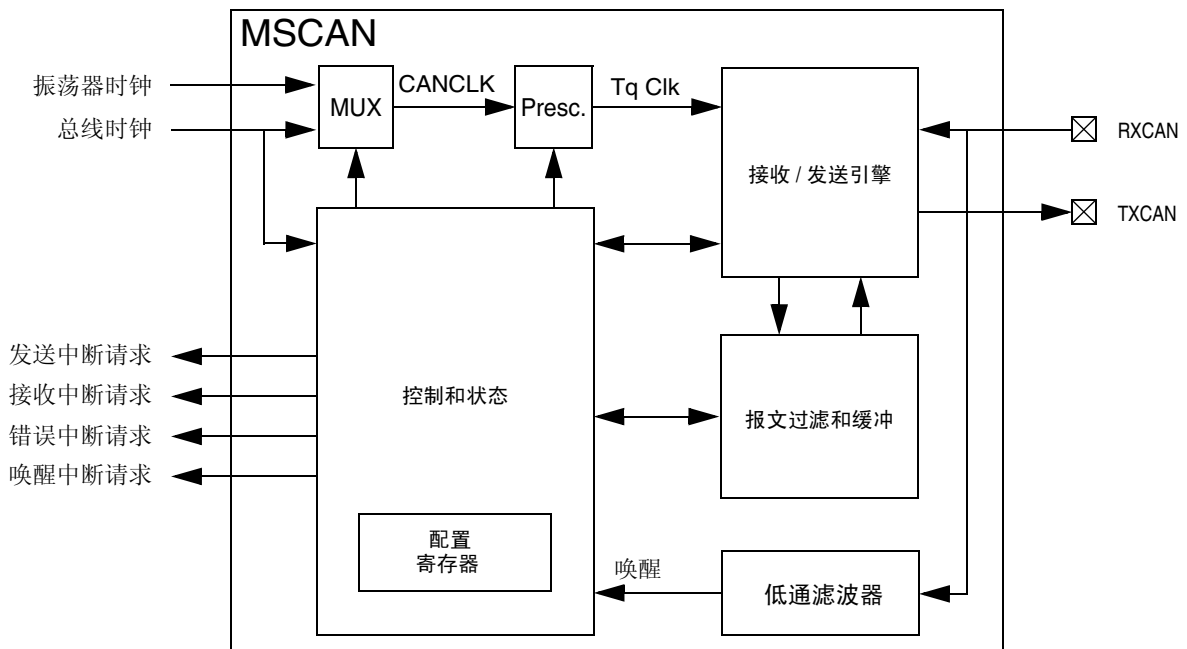 MSCAN
振荡器时钟
总线时钟
MUX
CANCLK
Presc.
Tq Clk
接收 / 发送引擎
RXCAN
TXCAN
发送中断请求
接收中断请求
错误中断请求
唤醒中断请求
控制和状态
报文过滤和缓冲
配置
寄存器
唤醒
低通滤波器